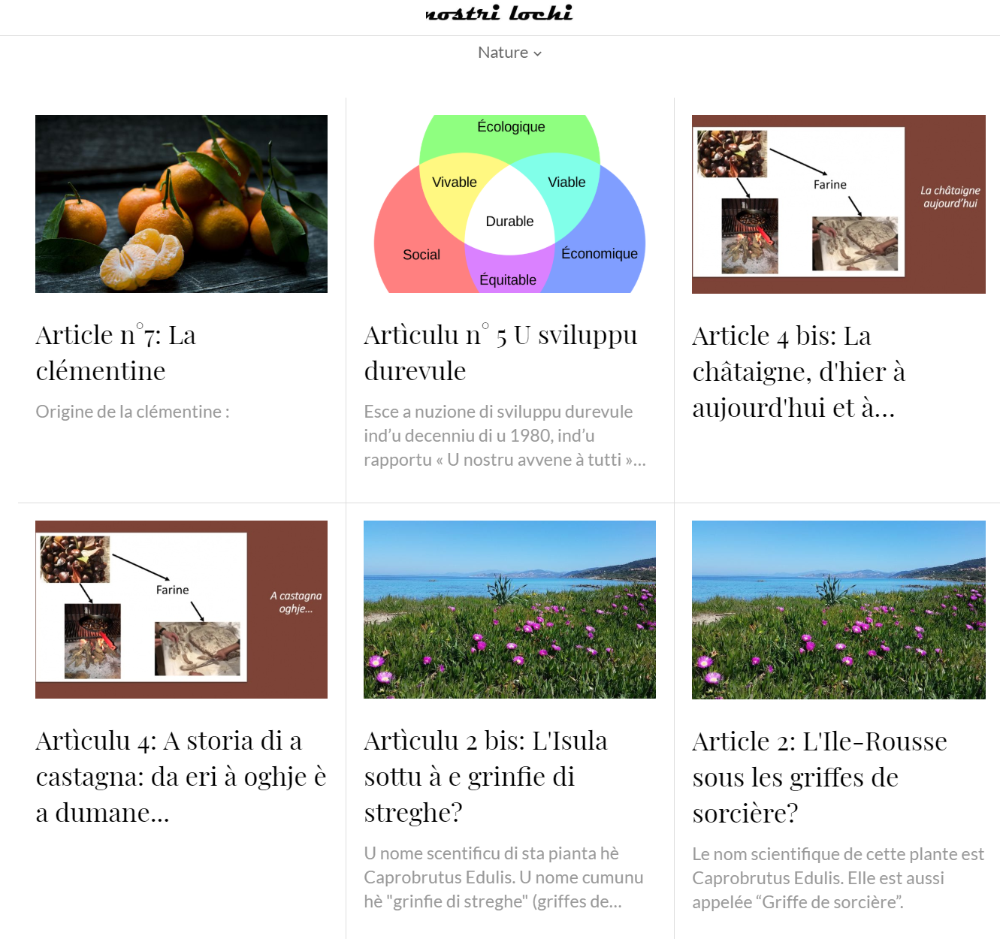 nostri lochi
Nature
Écologique
Vivable
Viable
Durable
Social
Économique
Équitable
Farine
La châtaigne
aujourd'hui
Article n°7: La
clémentine
Origine de la clémentine :
Artìculu n° 5 U sviluppu
durevule
Esce a nuzione di sviluppu durevule
ind’u decenniu di u 1980, ind’u
rapportu « U nostru avvene à tutti »...
Article 4 bis: La
châtaigne, d'hier à
aujourd'hui et à...
Farine
A castagna
oghje...
Artìculu 4: A storia di a
castagna: da eri à oghje è
a dumane...
Artìculu 2 bis: L'Isula
sottu à e grinfie di
streghe?
U nome scentificu di sta pianta hè
Caprobrutus Edulis. U nome cumunu
hè "grinfie di streghe" (griffes de...
Article 2: L'Ile-Rousse
sous les griffes de
sorcière?
Le nom scientifique de cette plante est
Caprobrutus Edulis. Elle est aussi
appelée “Griffe de sorcière”.